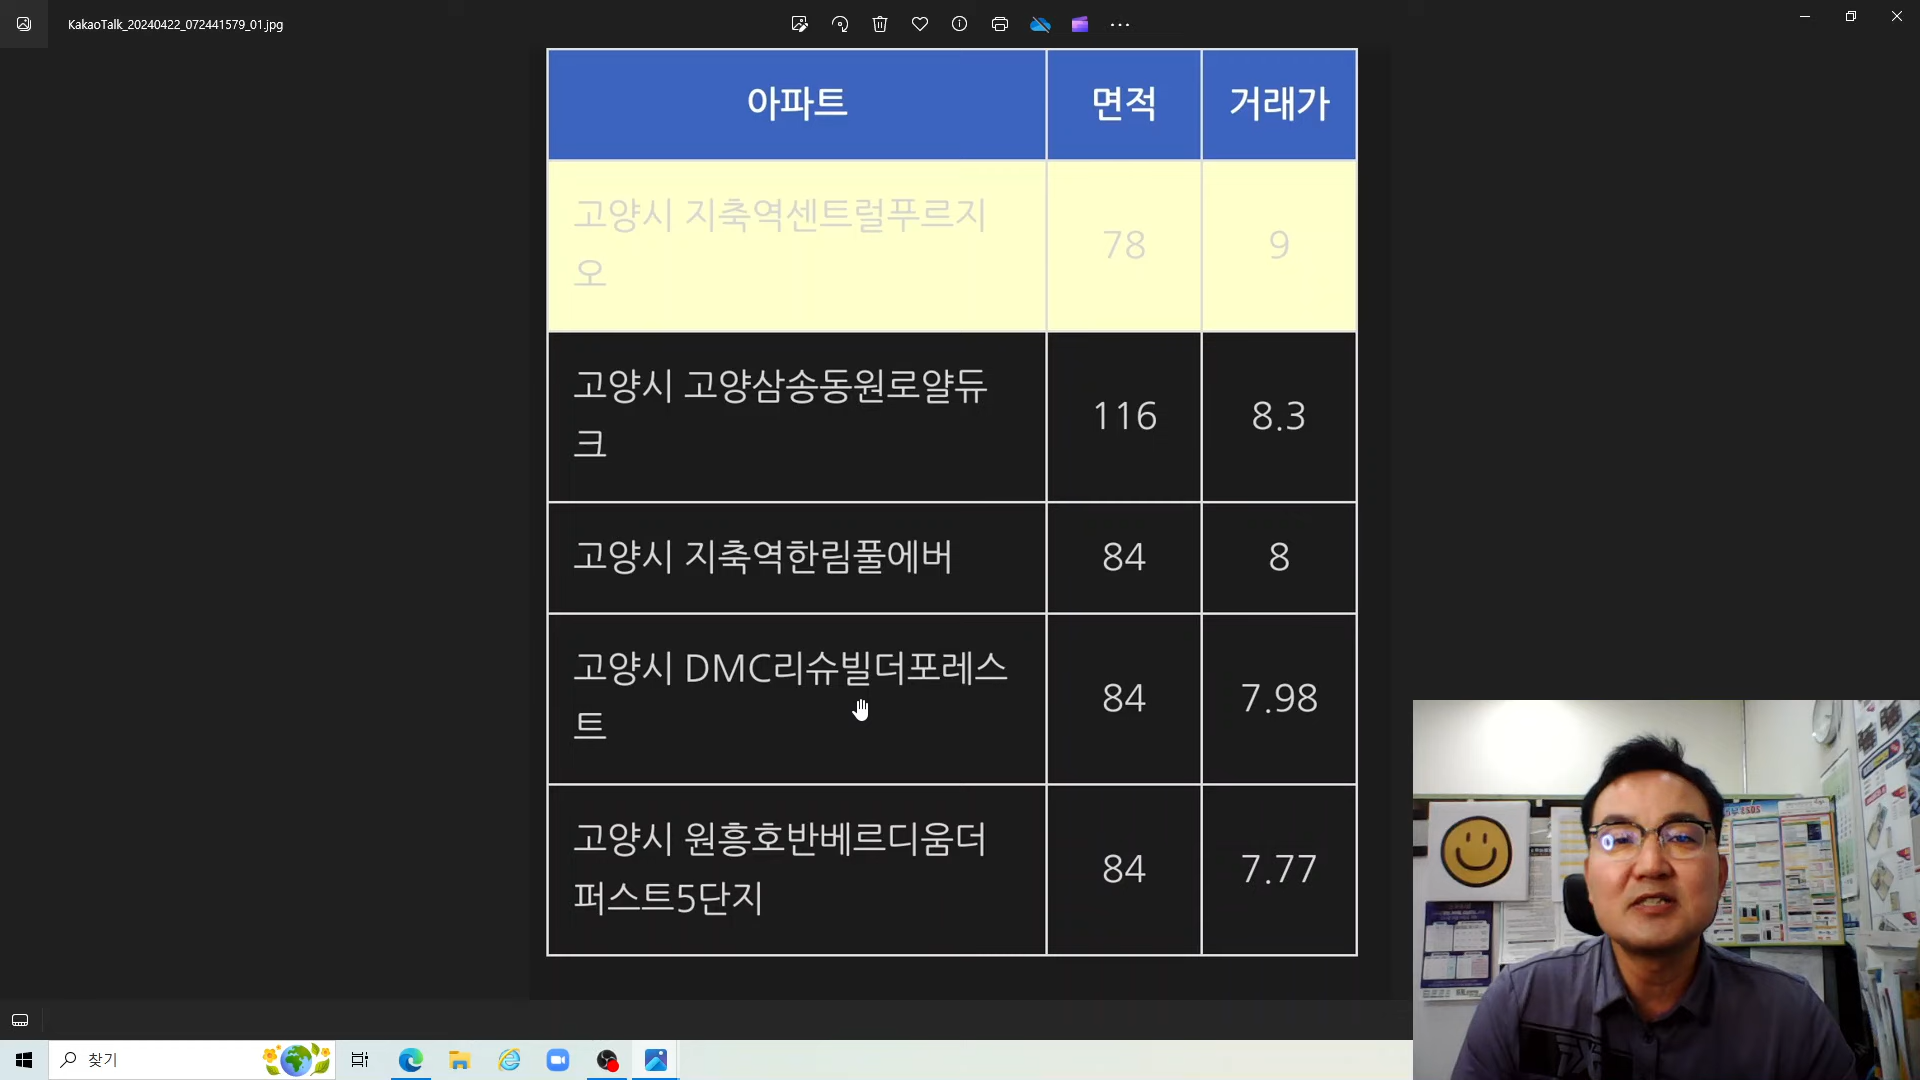 KakaoTalk_20240422_072441579_01.jpg
아파트 면적 거래가
고양시 지축역센트럴푸르지
오
78 9
고양시 고양삼송동원로얄듀
크
116 8.3
고양시 지축역한림풀에버 84 8
고양시 DMC리슈빌더포레스
트
84 7.98
고양시 원흥호반베르디움더
퍼스트5단지
84 7.77
찾기